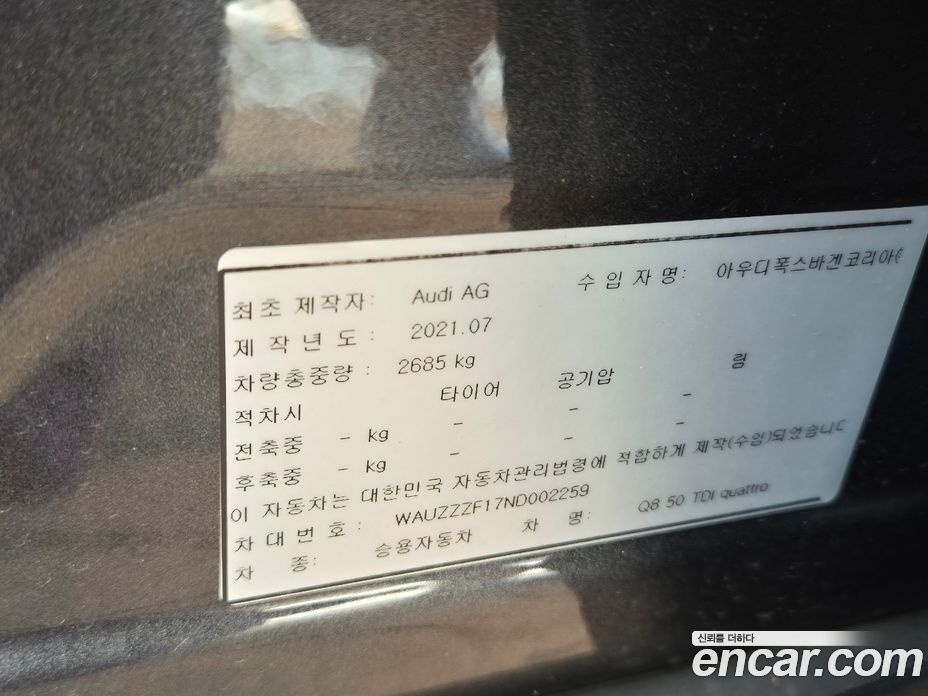 최초 제작자: Audi AG 수입자명: 아우디폭스바겐코리아(
제작년도: 2021.07
차량총중량: 2685 kg
적차시 타이어 공기압 림
전축중 - kg - - -
후축중 - kg - - -
이 자동차는 대한민국 자동차관리법령에 적합하게 제작(수입)되었습니다
차대번호: WAUZZZF17ND002259
차 종: 승용자동차 차 명: Q8 50 TDI quattro
신뢰를 더하다
encar.com